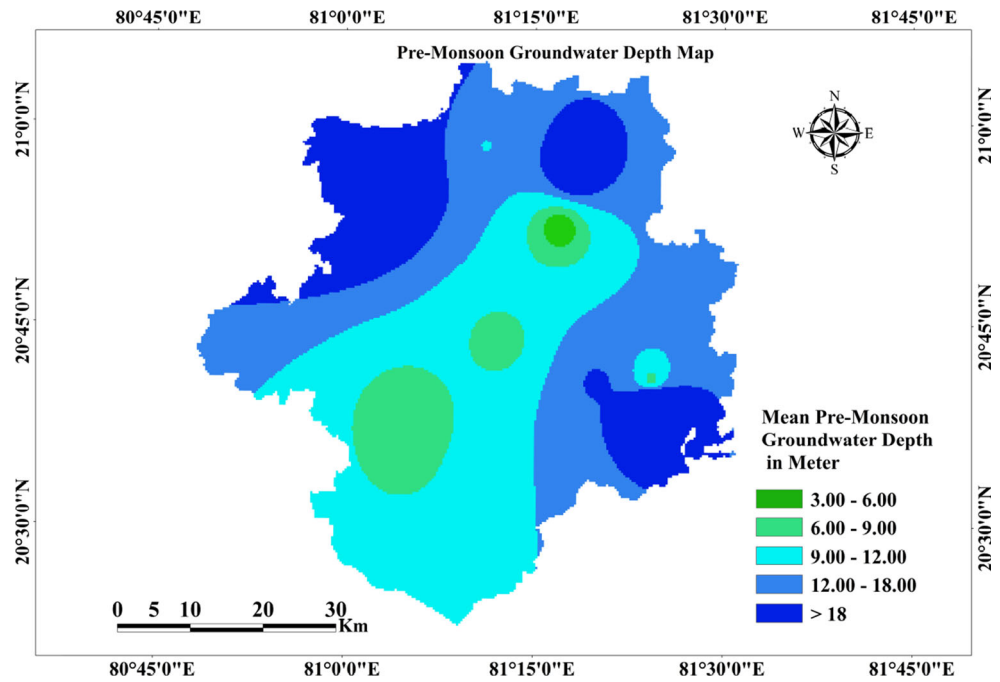 80°45'0"E 81°0'0"E 81°15'0"E 81°30'0"E 81°45'0"E
Pre-Monsoon Groundwater Depth Map
N
W E
S
21°0'0"N
21°0'0"N
20°45'0"N
20°45'0"N
20°30'0"N
20°30'0"N
Mean Pre-Monsoon
Groundwater Depth
in Meter
3.00 - 6.00
6.00 - 9.00
9.00 - 12.00
12.00 - 18.00
> 18
0 5 10 20 30
Km
80°45'0"E 81°0'0"E 81°15'0"E 81°30'0"E 81°45'0"E